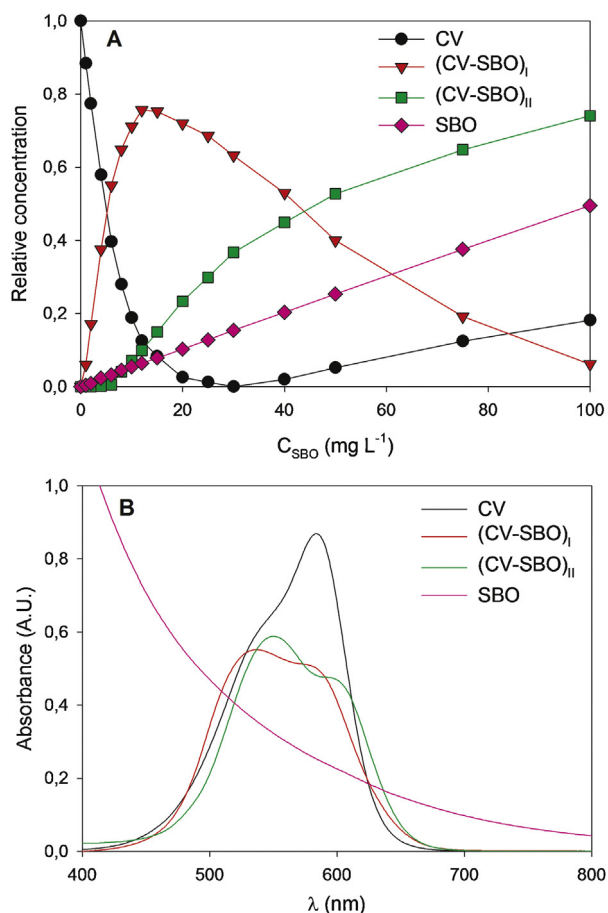 A
CV
(CV-SBO)I
(CV-SBO)II
SBO
1,0
0,8
0,6
0,4
0,2
0,0
Relative concentration
0 20 40 60 80 100
CSBO (mg L-1)
B
CV
(CV-SBO)I
(CV-SBO)II
SBO
1,0
0,8
0,6
0,4
0,2
0,0
Absorbance (A.U.)
400 500 600 700 800
λ (nm)